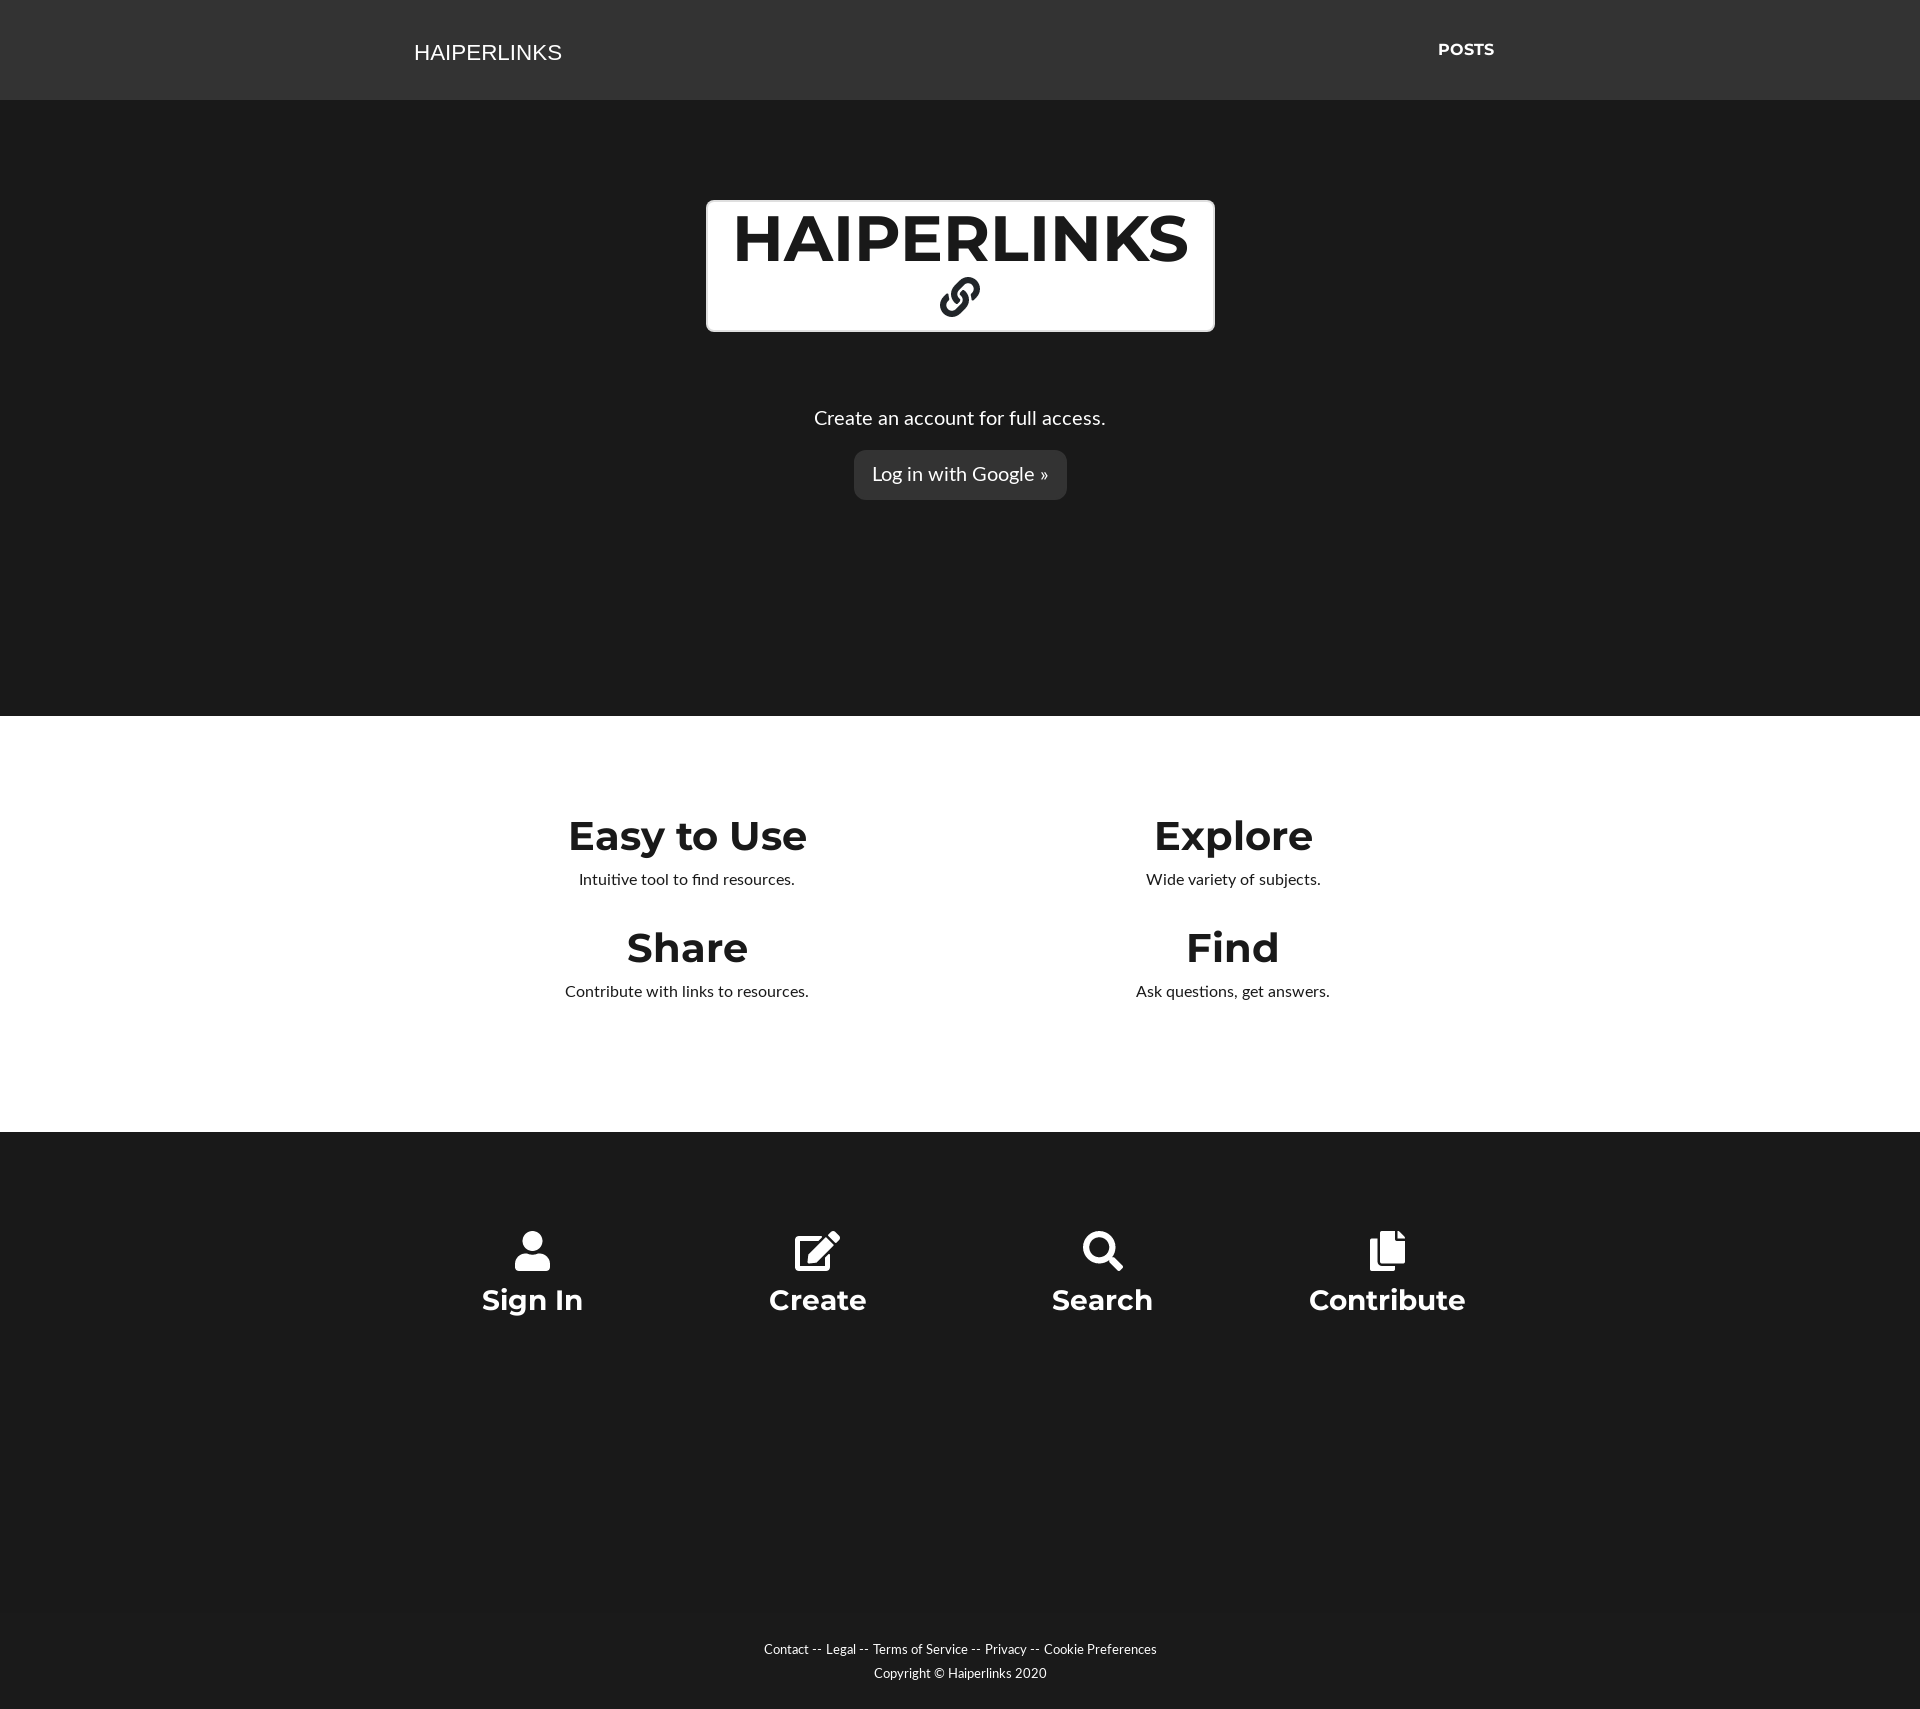 HAIPERLINKS
POSTS
HAIPERLINKS
Create an account for full access.
Log in with Google »
Easy to Use
Intuitive tool to find resources.
Explore
Wide variety of subjects.
Share
Contribute with links to resources.
Find
Ask questions, get answers.
Sign In
Create
Search
Contribute
Contact -- Legal -- Terms of Service -- Privacy -- Cookie Preferences
Copyright © Haiperlinks 2020